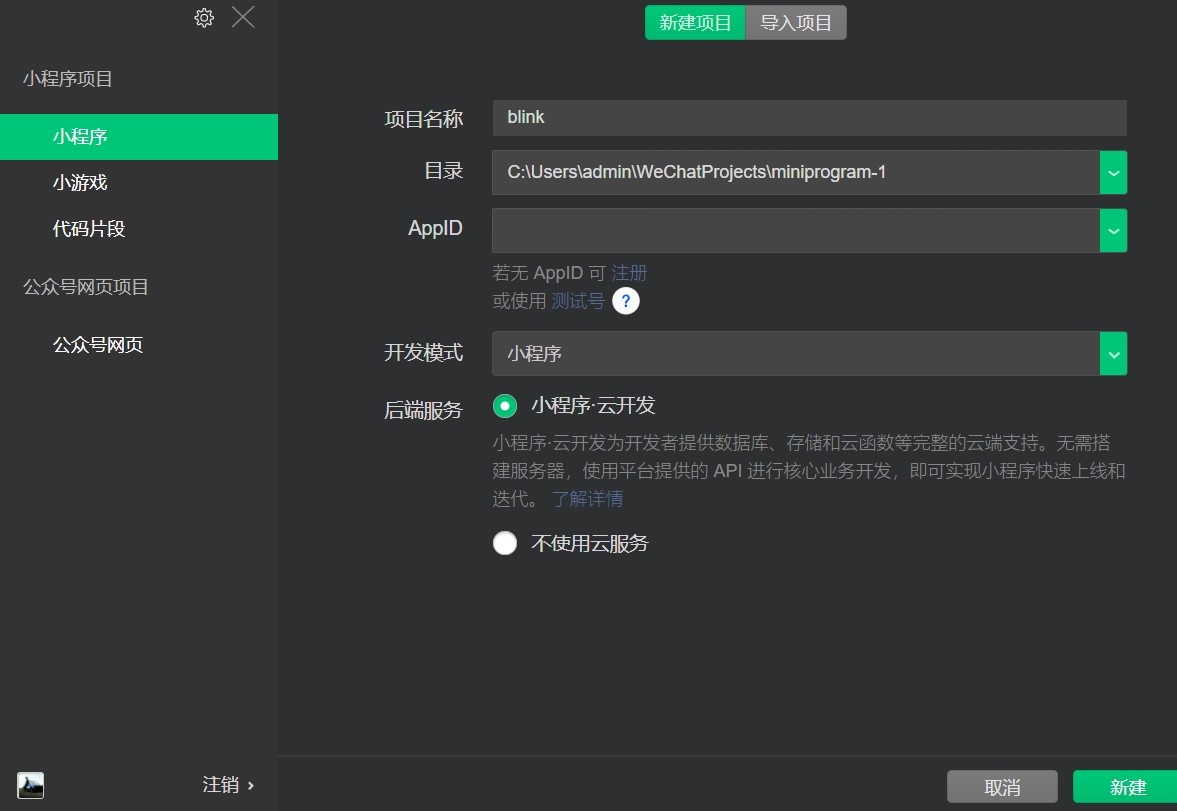 新建项目 导入项目
小程序项目
小程序
小游戏
代码片段
公众号网页项目
公众号网页
项目名称 blink
目录 C:\Users\admin\WeChatProjects\miniprogram-1
AppID
若无 AppID 可 注册
或使用 测试号 ?
开发模式 小程序
后端服务 小程序·云开发
小程序·云开发为开发者提供数据库、存储和云函数等完整的云端支持。无需搭
建服务器，使用平台提供的 API 进行核心业务开发，即可实现小程序快速上线和
迭代。 了解详情
不使用云服务
注销 ›
取消 新建